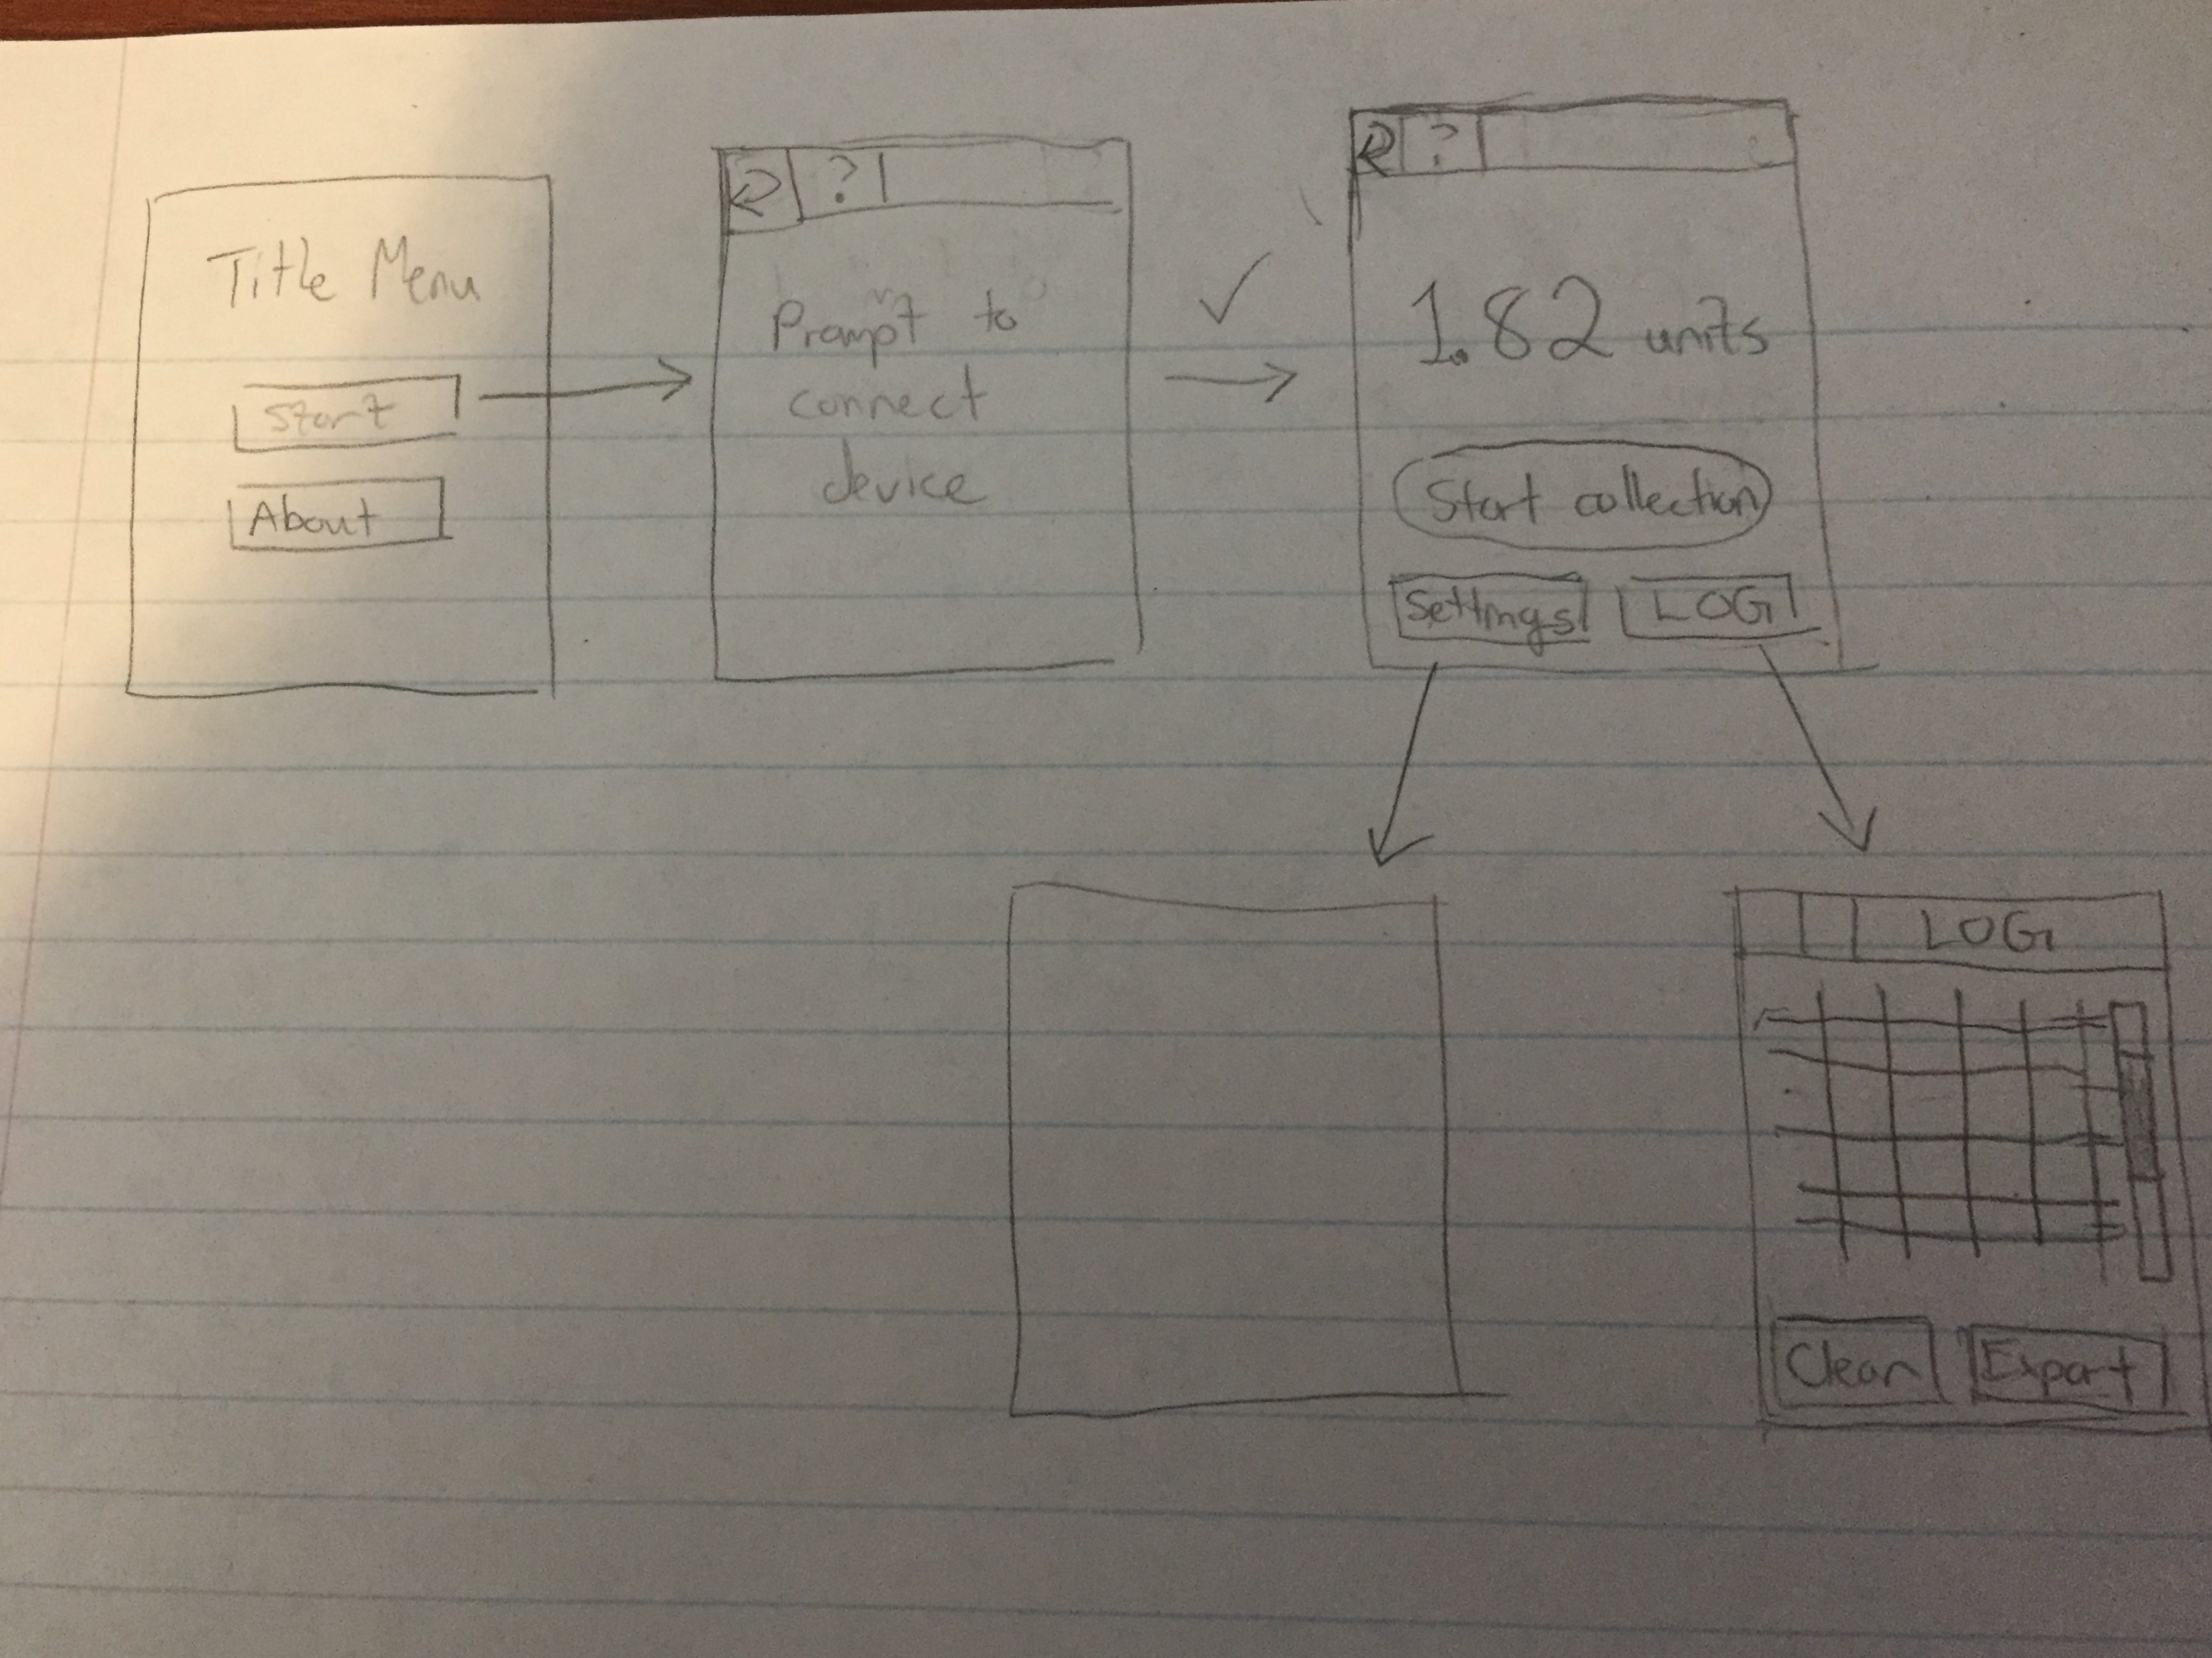 Title Menu
Start
About
?
Prompt to
connect
device
?
1.82 units
Start collection
Settings
LOG
LOG
Clear
Export